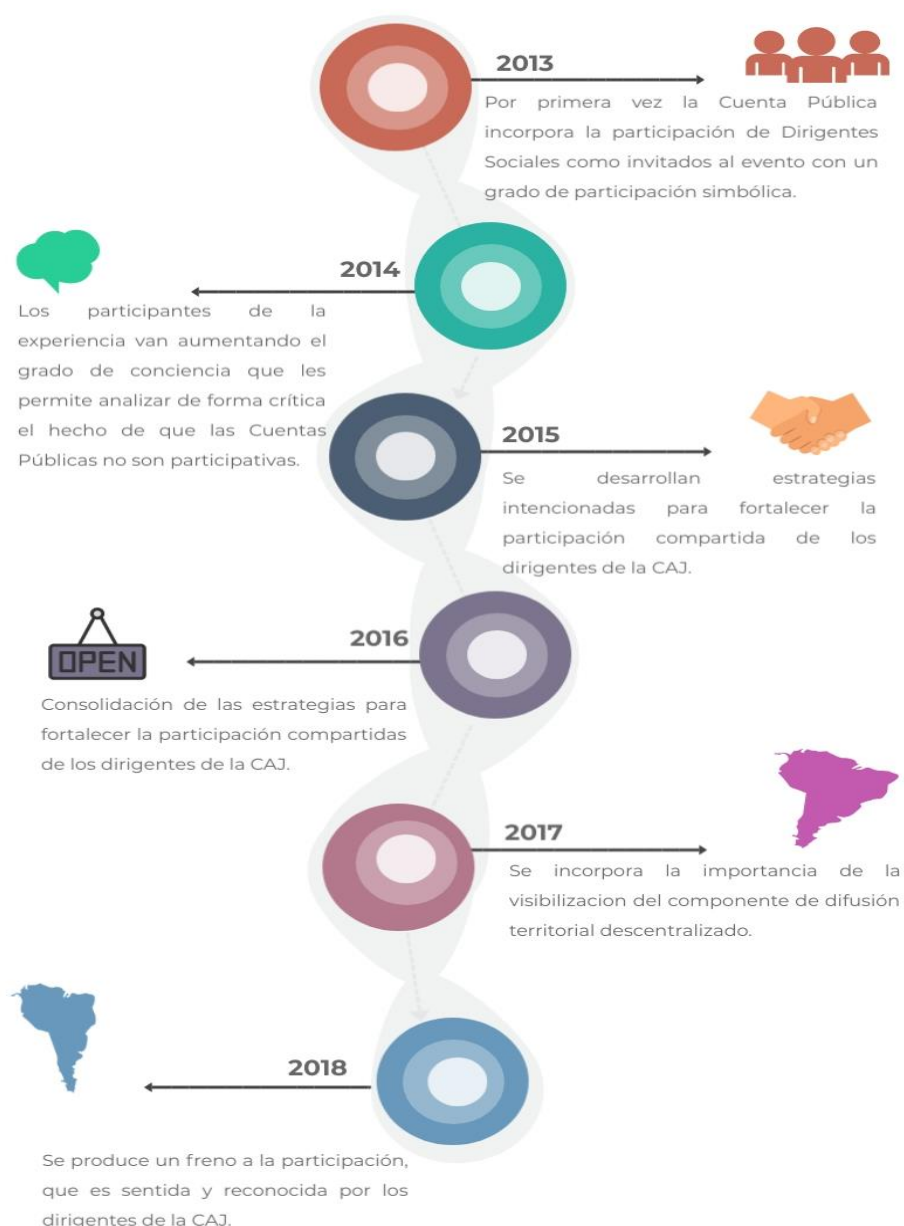 2013
Por primera vez la Cuenta Pública
incorpora la participación de Dirigentes
Sociales como invitados al evento con un
grado de participación simbólica.
2014
Los participantes de la
experiencia van aumentando el
grado de conciencia que les
permite analizar de forma crítica
el hecho de que las Cuentas
Públicas no son participativas.
2015
Se desarrollan estrategias
intencionadas para fortalecer la
participación compartida de los
dirigentes de la CAJ.
2016
OPEN
Consolidación de las estrategias para
fortalecer la participación compartidas
de los dirigentes de la CAJ.
2017
Se incorpora la importancia de la
visibilizacion del componente de difusión
territorial descentralizado.
2018
Se produce un freno a la participación,
que es sentida y reconocida por los
dirigentes de la CAJ.